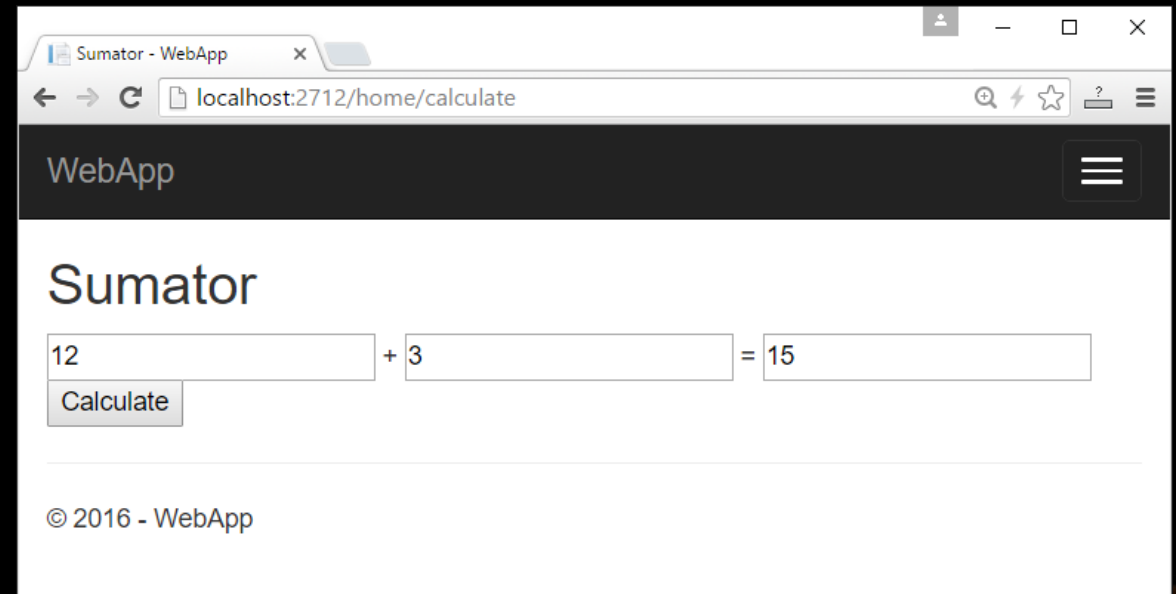 Sumator - WebApp
localhost:2712/home/calculate
?
WebApp
Sumator
12 + 3 = 15
Calculate
© 2016 - WebApp